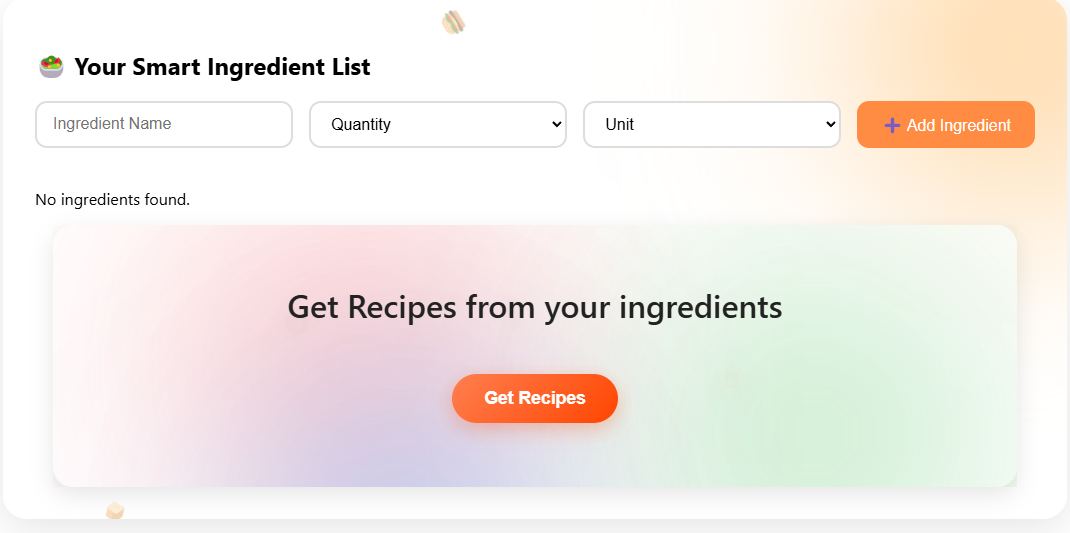 Your Smart Ingredient List
Ingredient Name
Quantity
Unit
Add Ingredient
No ingredients found.
Get Recipes from your ingredients
Get Recipes